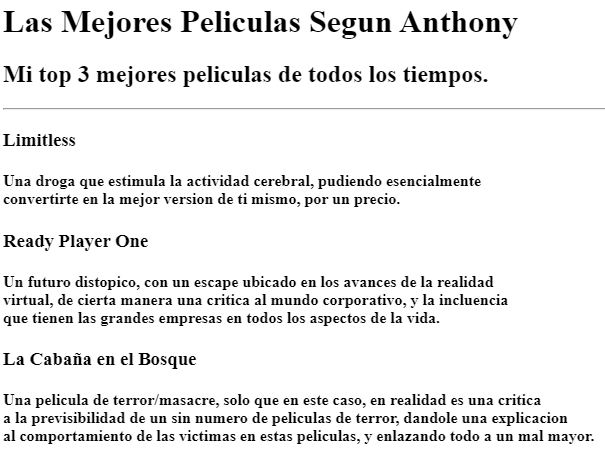 Las Mejores Peliculas Segun Anthony
Mi top 3 mejores peliculas de todos los tiempos.
Limitless
Una droga que estimula la actividad cerebral, pudiendo esencialmente
convertirte en la mejor version de ti mismo, por un precio.
Ready Player One
Un futuro distopico, con un escape ubicado en los avances de la realidad
virtual, de cierta manera una critica al mundo corporativo, y la incluencia
que tienen las grandes empresas en todos los aspectos de la vida.
La Cabaña en el Bosque
Una pelicula de terror/masacre, solo que en este caso, en realidad es una critica
a la previsibilidad de un sin numero de peliculas de terror, dandole una explicacion
al comportamiento de las victimas en estas peliculas, y enlazando todo a un mal mayor.